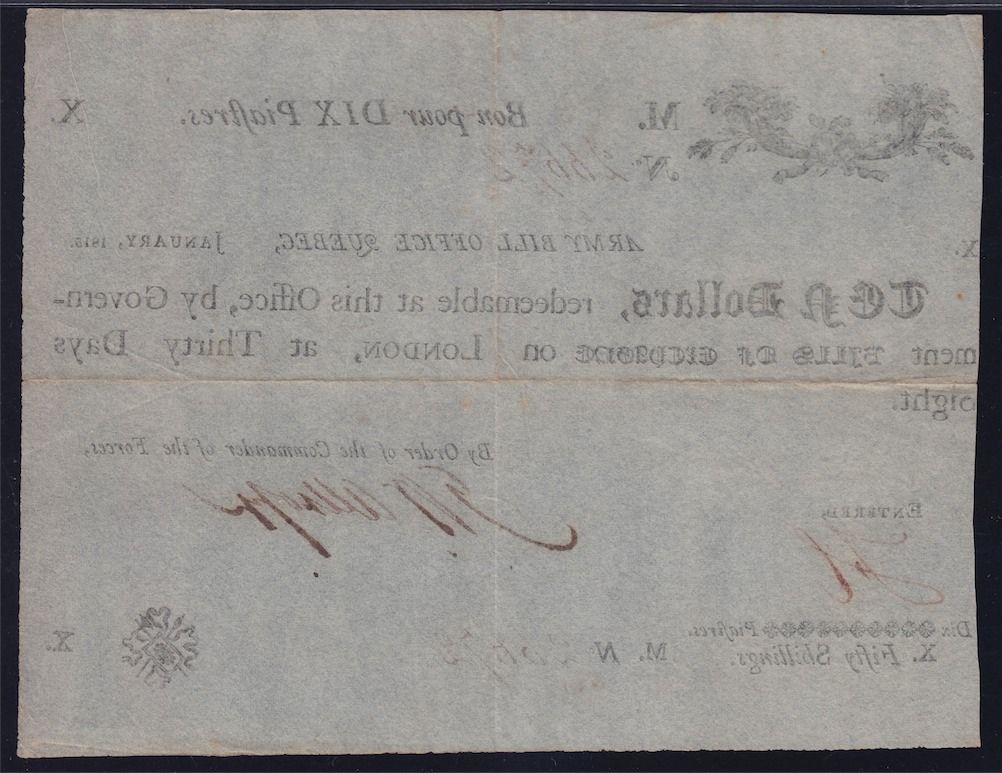 M. Bon pour DIX Piaſtres. X.
No.
X. ARMY BILL OFFICE QUEBEC, JANUARY, 1815.
TEN Dollars, redeemable at this Office, by Govern-
ment BILLS OF EXCHANGE on LONDON, at Thirty Days
ſight.
By Order of the Commander of the Forces,
ENTERED,
Dix Piaſtres.
X. Fifty Shillings. M. N X.